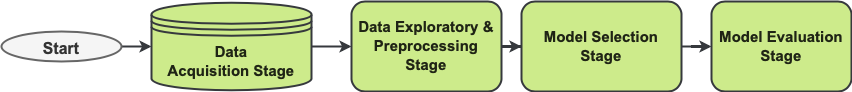 Start
Data
Acquisition Stage
Data Exploratory &
Preprocessing
Stage
Model Selection
Stage
Model Evaluation
Stage